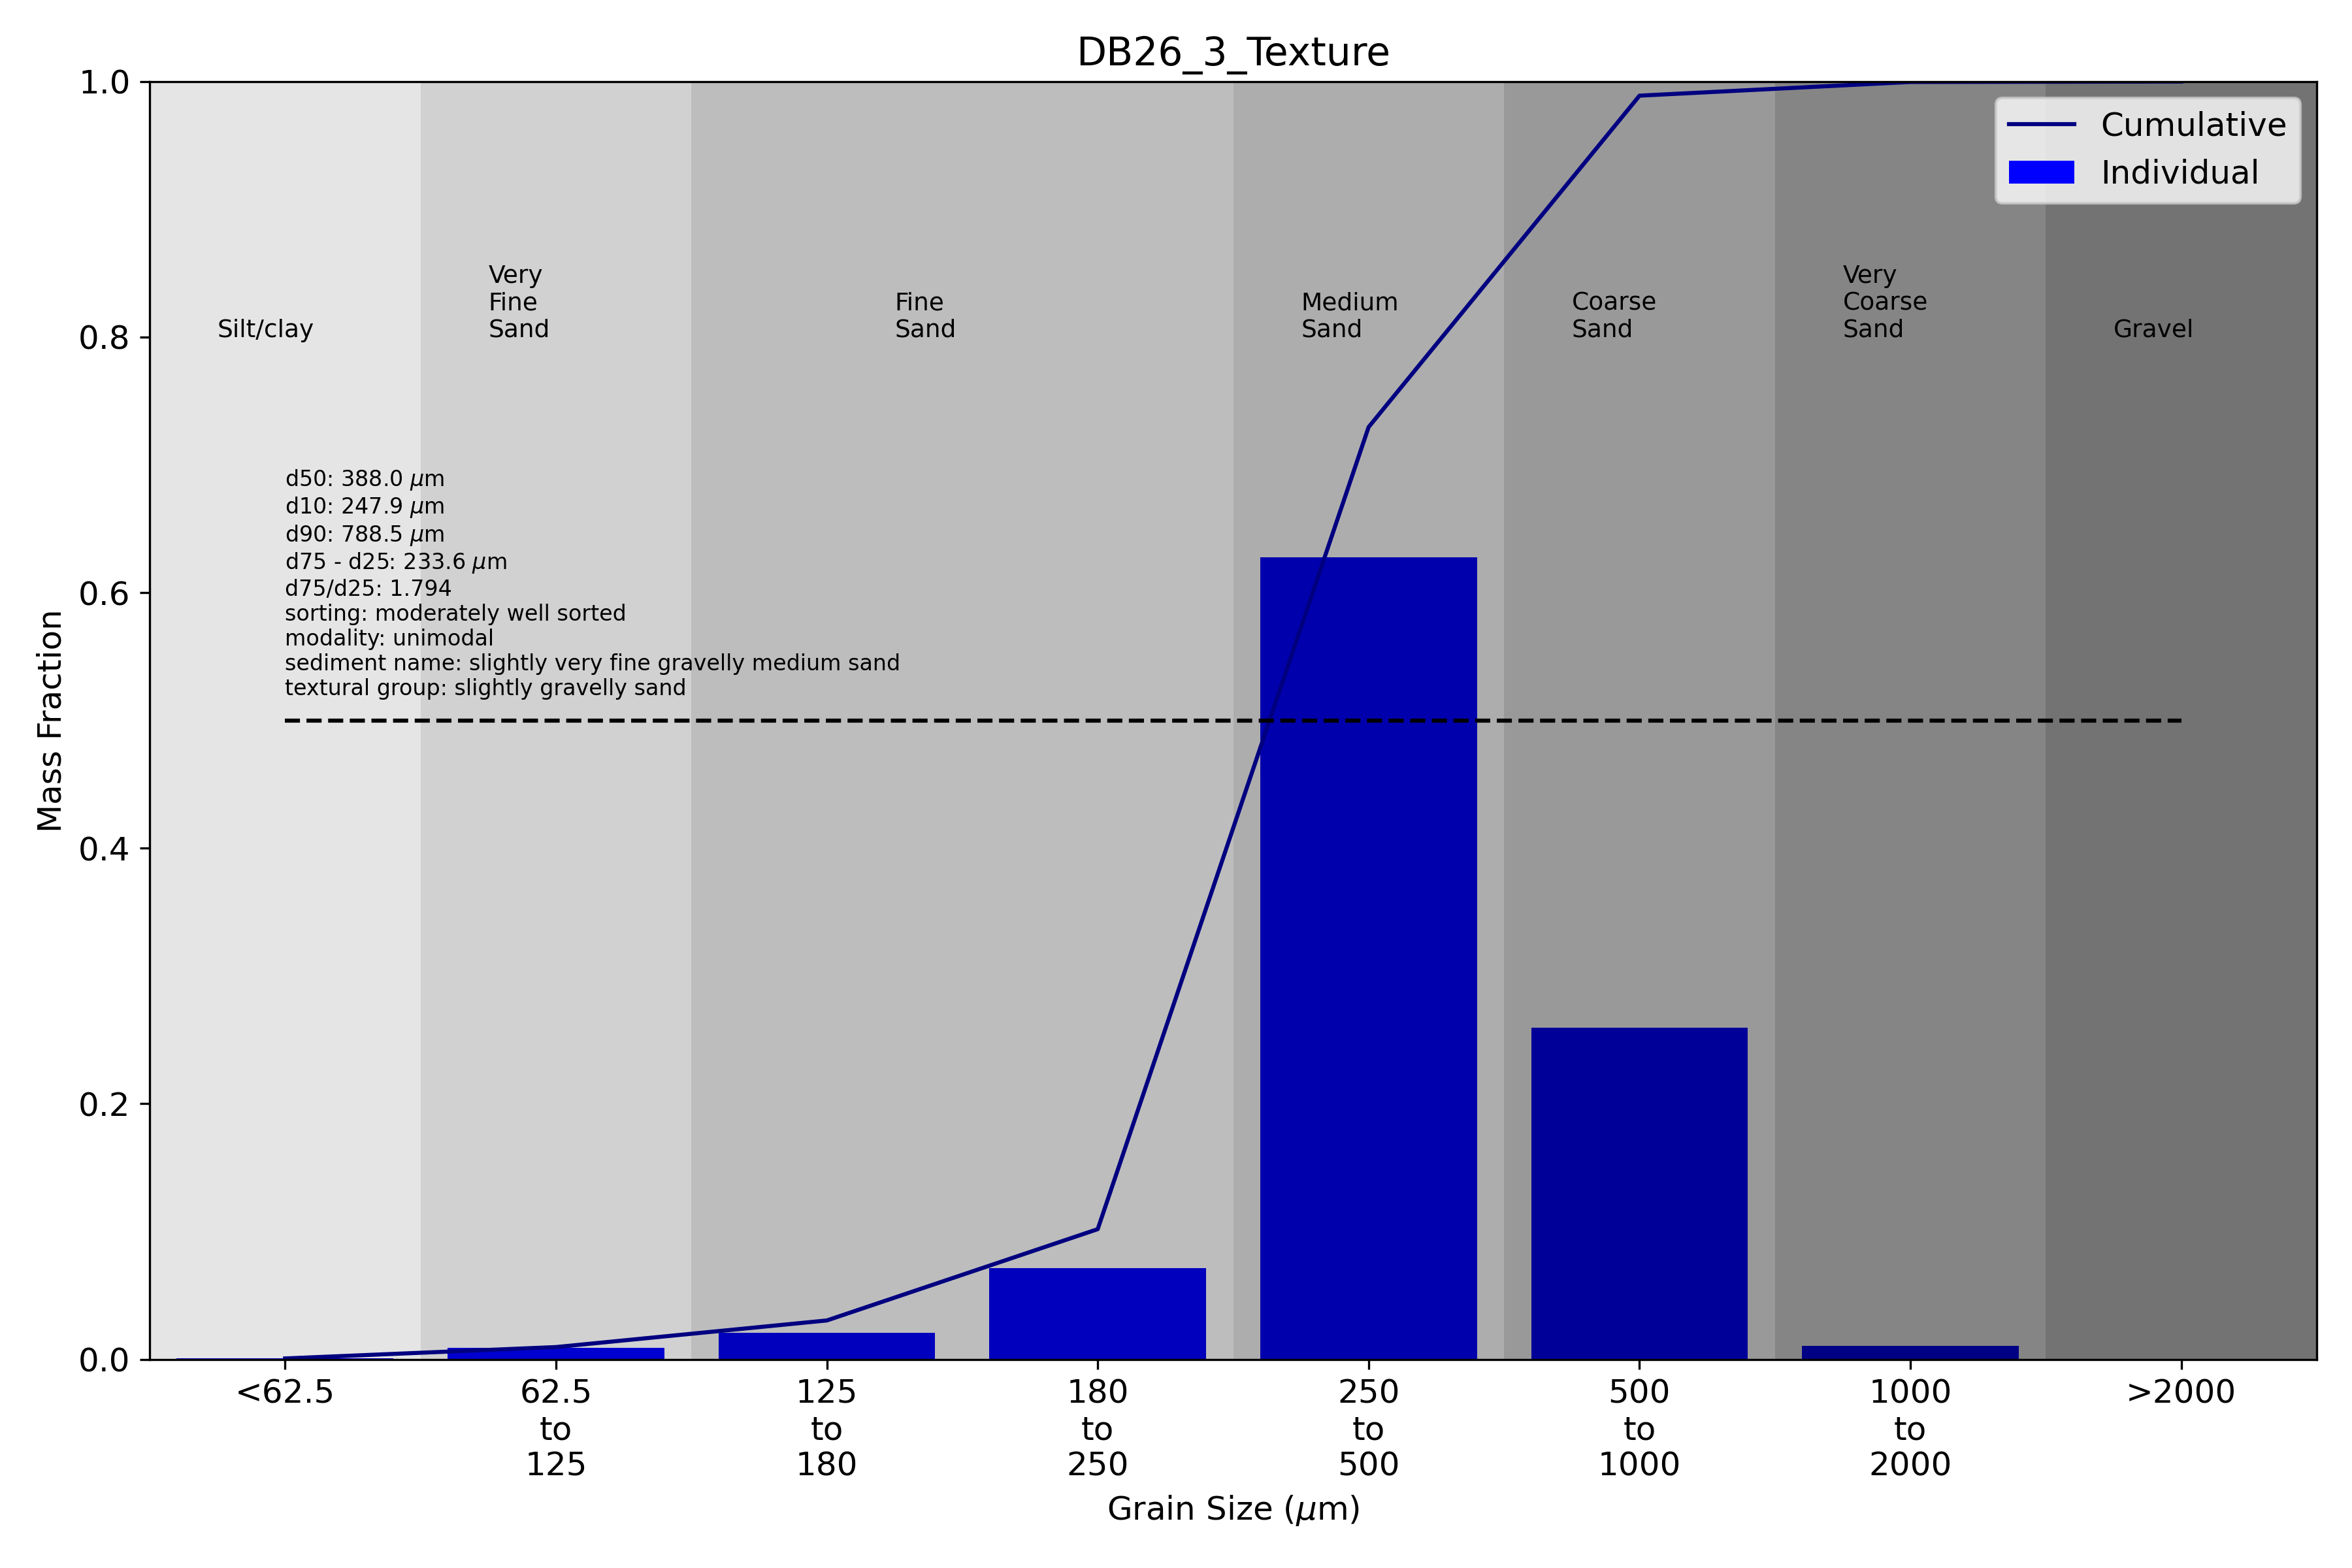 DB26_3_Texture
1.0
0.8
0.6
0.4
0.2
0.0
Mass Fraction
Cumulative
Individual
Silt/clay
Very
Fine
Sand
Fine
Sand
Medium
Sand
Coarse
Sand
Very
Coarse
Sand
Gravel
d50: 388.0 μm
d10: 247.9 μm
d90: 788.5 μm
d75 - d25: 233.6 μm
d75/d25: 1.794
sorting: moderately well sorted
modality: unimodal
sediment name: slightly very fine gravelly medium sand
textural group: slightly gravelly sand
<62.5
62.5
to
125
125
to
180
180
to
250
250
to
500
500
to
1000
1000
to
2000
>2000
Grain Size (μm)